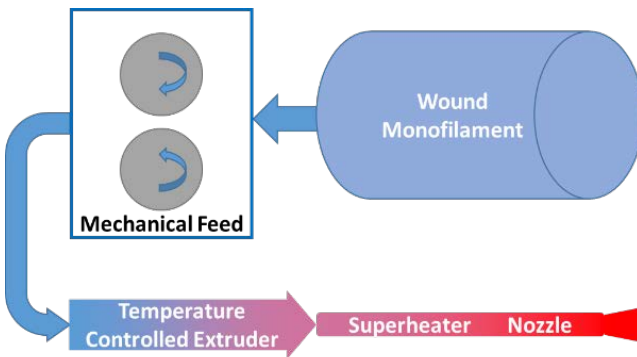 Wound
Monofilament
Mechanical Feed
Temperature
Controlled Extruder
Superheater Nozzle